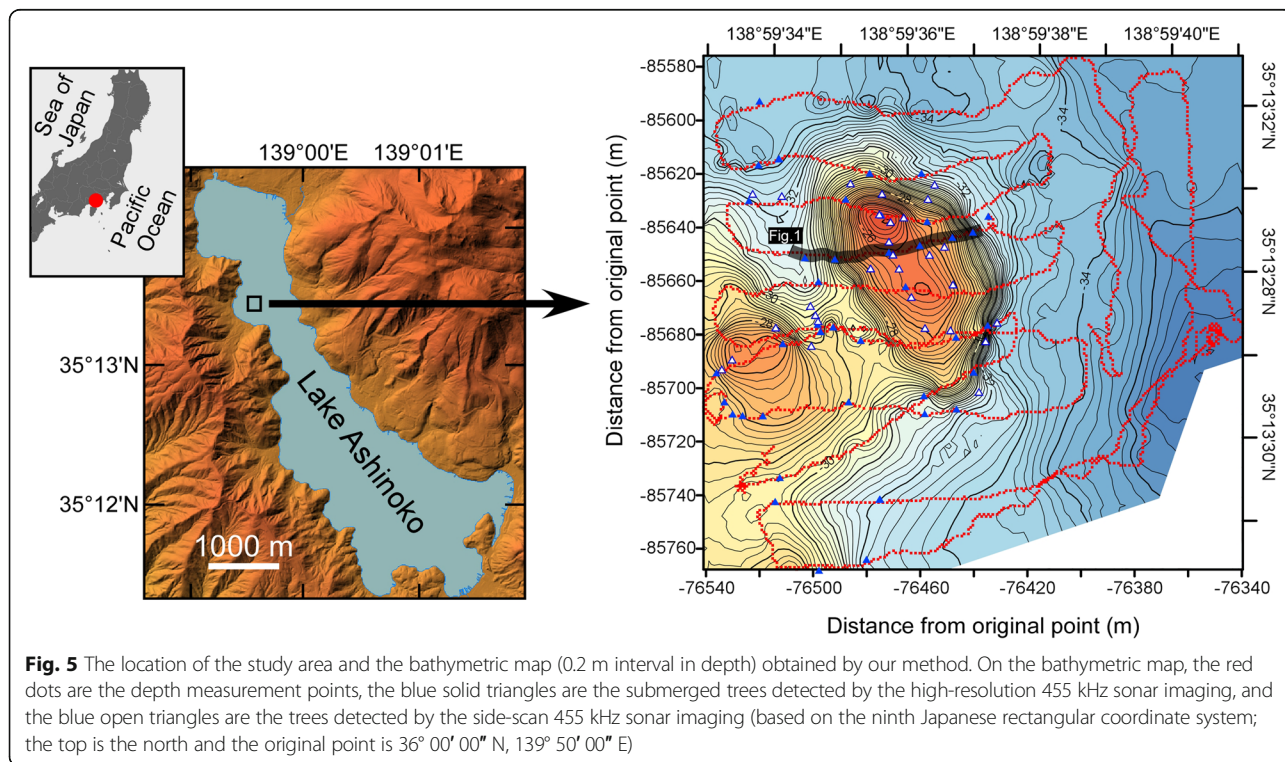 Sea of
Japan
Pacific
Ocean
139°00'E 139°01'E
35°13'N
35°12'N
Lake Ashinoko
1000 m
138°59'34"E 138°59'36"E 138°59'38"E 138°59'40"E
Distance from original point (m)
-85580
-85600
-85620
-85640
-85660
-85680
-85700
-85720
-85740
-85760
Fig.1
-34
-32
-30
-28
-32
-34
-28
-28
-30
-34
35°13'32"N
35°13'28"N
35°13'30"N
-76540 -76500 -76460 -76420 -76380 -76340
Distance from original point (m)
Fig. 5 The location of the study area and the bathymetric map (0.2 m interval in depth) obtained by our method. On the bathymetric map, the red
dots are the depth measurement points, the blue solid triangles are the submerged trees detected by the high-resolution 455 kHz sonar imaging, and
the blue open triangles are the trees detected by the side-scan 455 kHz sonar imaging (based on the ninth Japanese rectangular coordinate system;
the top is the north and the original point is 36° 00′ 00″ N, 139° 50′ 00″ E)